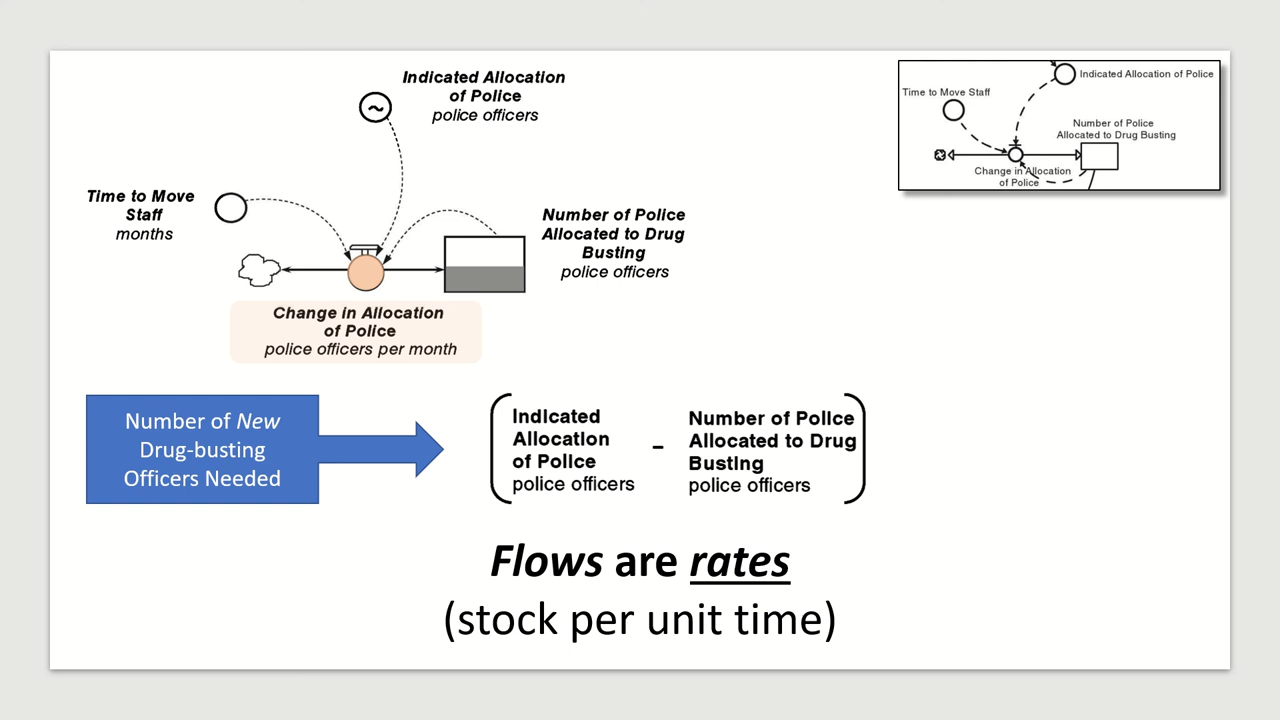 Indicated Allocation
of Police
police officers
Time to Move
Staff
months
Number of Police
Allocated to Drug
Busting
police officers
Change in Allocation
of Police
police officers per month
Indicated Allocation of Police
Time to Move Staff
Number of Police
Allocated to Drug Busting
Change in Allocation
of Police
Number of New
Drug-busting
Officers Needed
Indicated
Allocation
of Police
police officers
-
Number of Police
Allocated to Drug
Busting
police officers
Flows are rates
(stock per unit time)